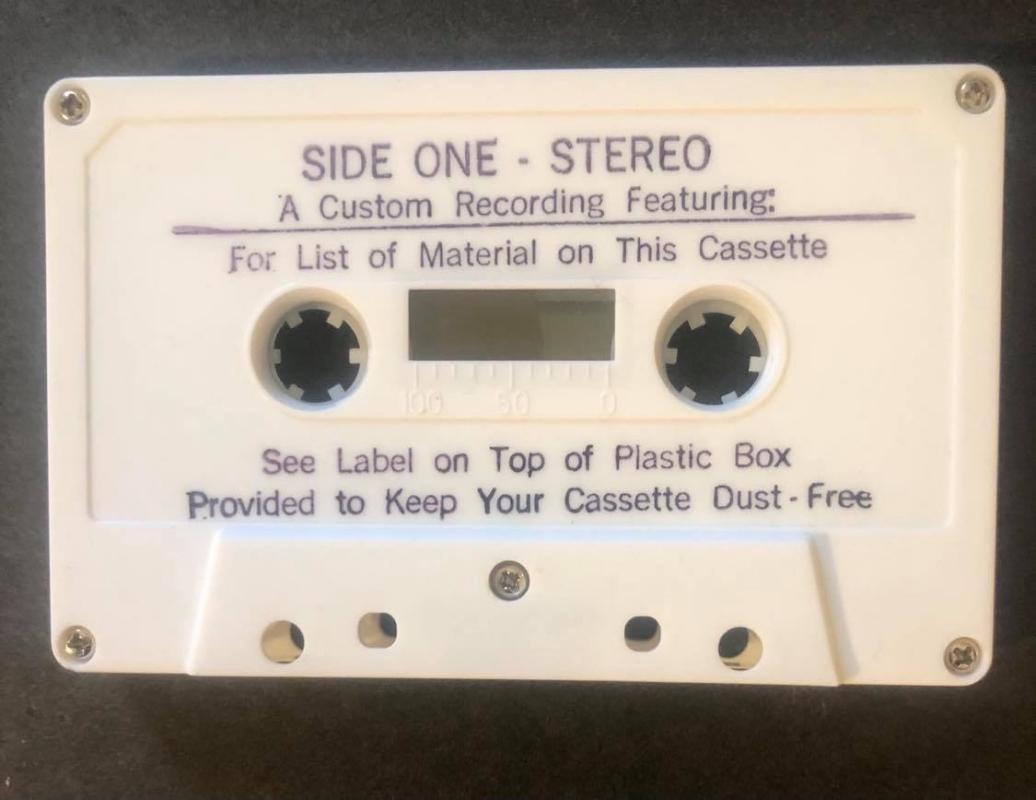 SIDE ONE - STEREO
A Custom Recording Featuring:
For List of Material on This Cassette
100 50 0
See Label on Top of Plastic Box
Provided to Keep Your Cassette Dust-Free